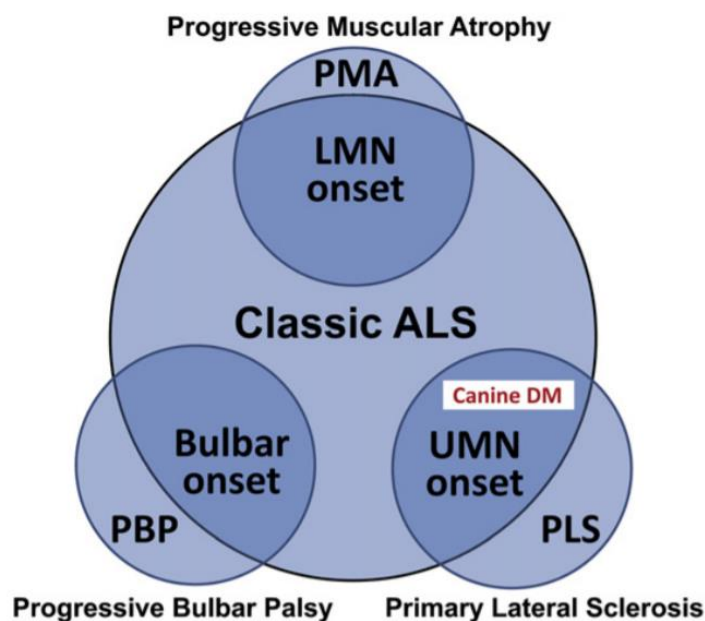 Progressive Muscular Atrophy
PMA
LMN
onset
Classic ALS
Canine DM
Bulbar
onset
UMN
onset
PBP
PLS
Progressive Bulbar Palsy
Primary Lateral Sclerosis